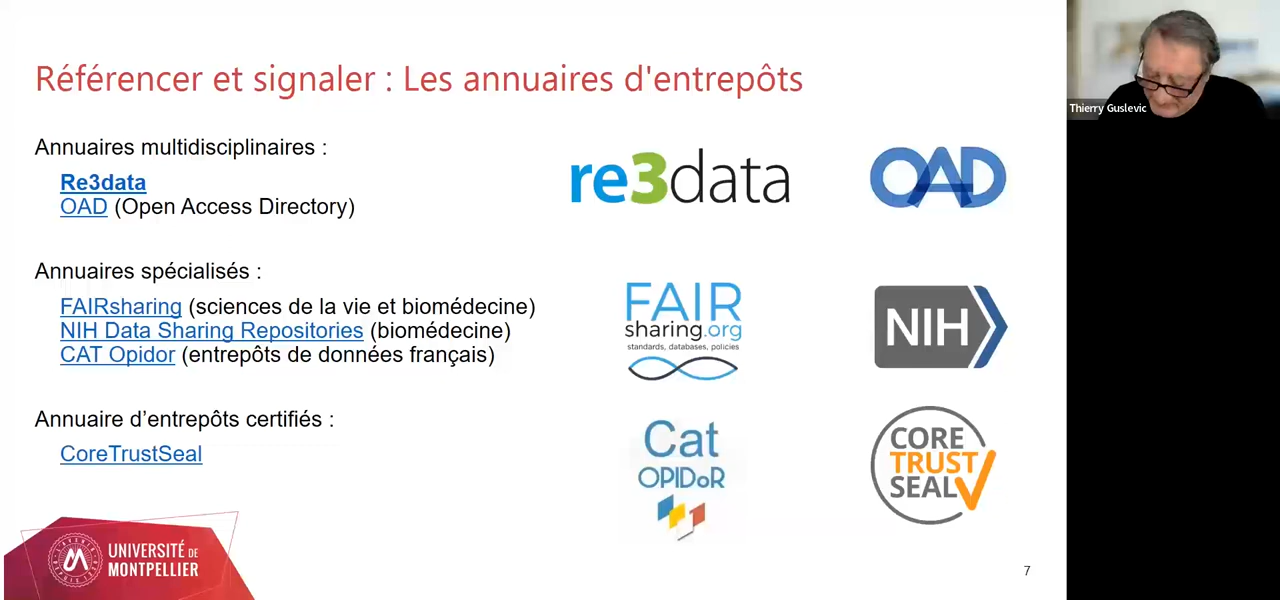 Référencer et signaler : Les annuaires d'entrepôts
Thierry Guslevic
Annuaires multidisciplinaires :
Re3data
OAD (Open Access Directory)
re3data
OAD
Annuaires spécialisés :
FAIRsharing (sciences de la vie et biomédecine)
NIH Data Sharing Repositories (biomédecine)
CAT Opidor (entrepôts de données français)
FAIR
sharing.org
standards, databases, policies
NIH
Annuaire d’entrepôts certifiés :
CoreTrustSeal
Cat
OPIDoR
CORE
TRUST
SEAL
UNIVERSITÉ DE
MONTPELLIER
7